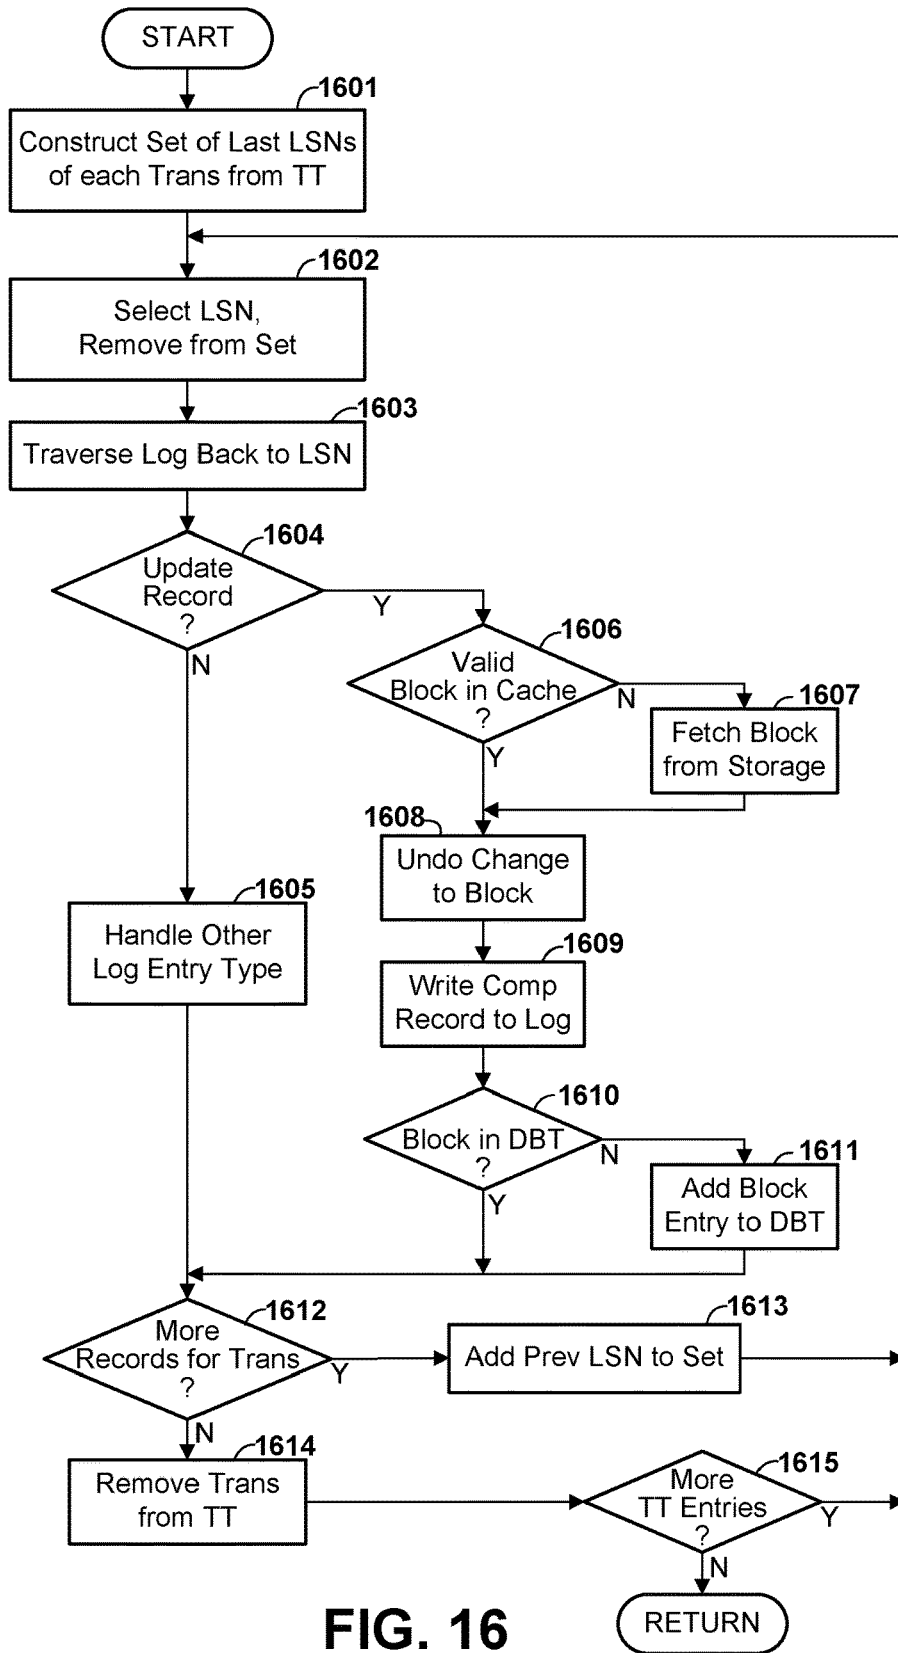 START
1601
Construct Set of Last LSNs
of each Trans from TT
1602
Select LSN,
Remove from Set
1603
Traverse Log Back to LSN
1604
Update
Record
?
Y
N
1606
Valid
Block in Cache
?
N
Y
1607
Fetch Block
from Storage
1608
Undo Change
to Block
1605
Handle Other
Log Entry Type
1609
Write Comp
Record to Log
1610
Block in DBT
?
N
Y
1611
Add Block
Entry to DBT
1612
More
Records for Trans
?
Y
N
1613
Add Prev LSN to Set
1614
Remove Trans
from TT
1615
More
TT Entries
?
Y
N
RETURN
FIG. 16